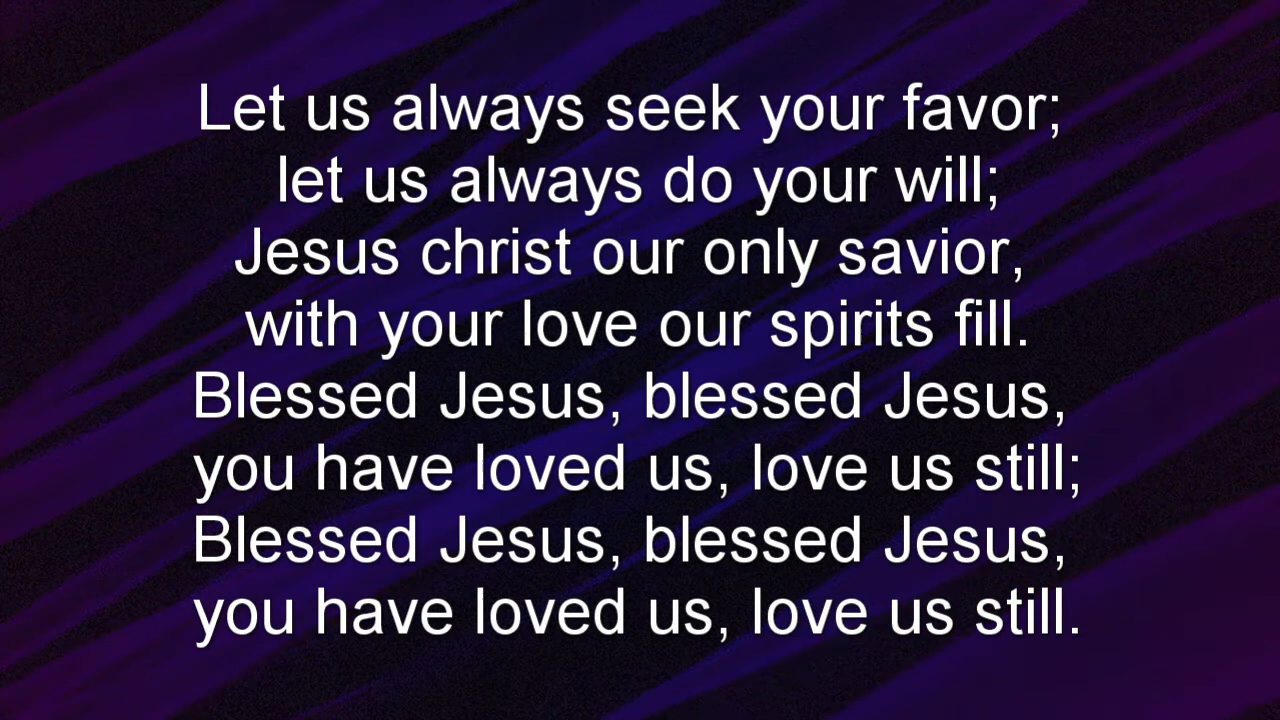 Let us always seek your favor;
let us always do your will;
Jesus christ our only savior,
with your love our spirits fill.
Blessed Jesus, blessed Jesus,
you have loved us, love us still;
Blessed Jesus, blessed Jesus,
you have loved us, love us still.